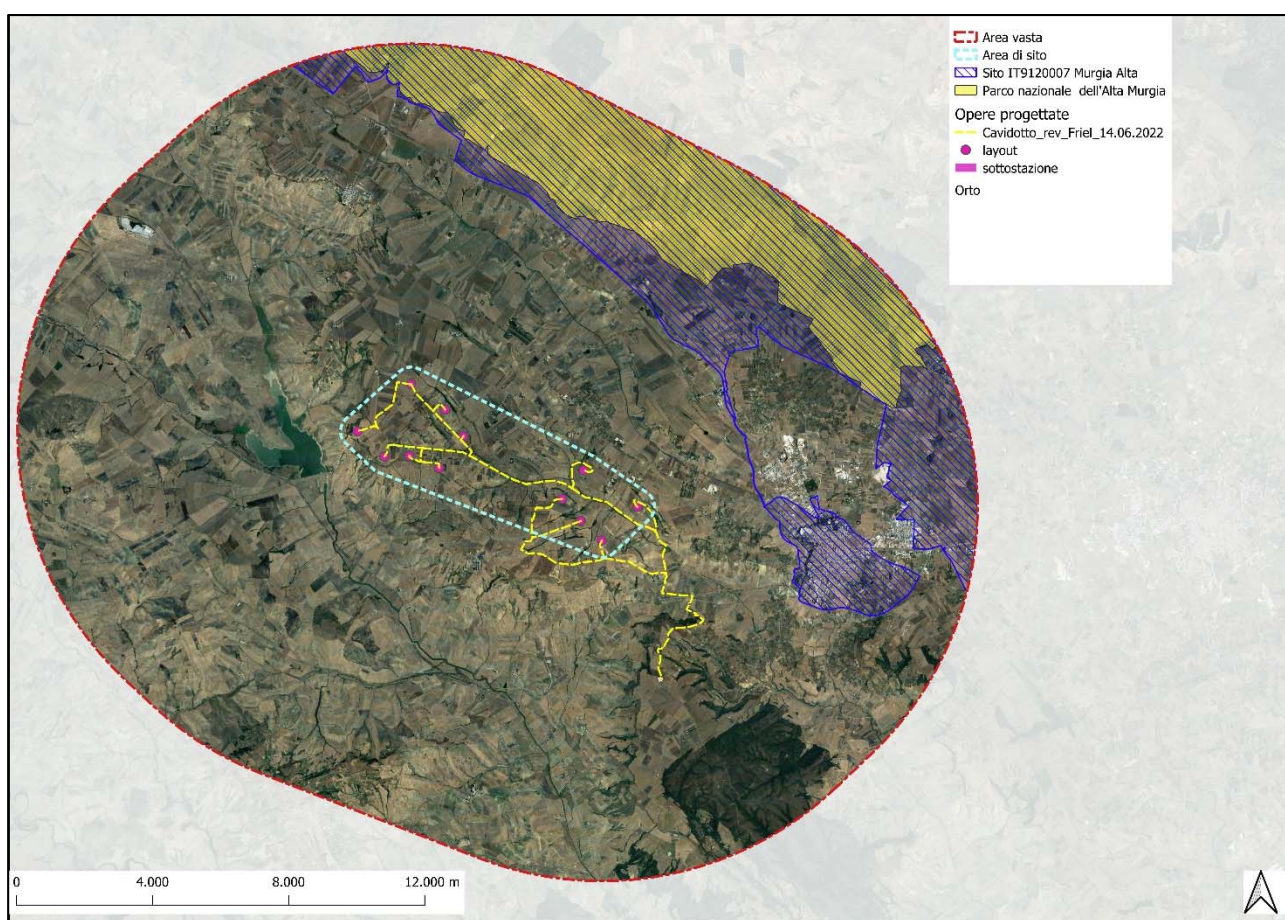 Area vasta
Area di sito
Sito IT9120007 Murgia Alta
Parco nazionale dell'Alta Murgia
Opere progettate
Cavidotto_rev_Friel_14.06.2022
layout
sottostazione
Orto
0 4.000 8.000 12.000 m